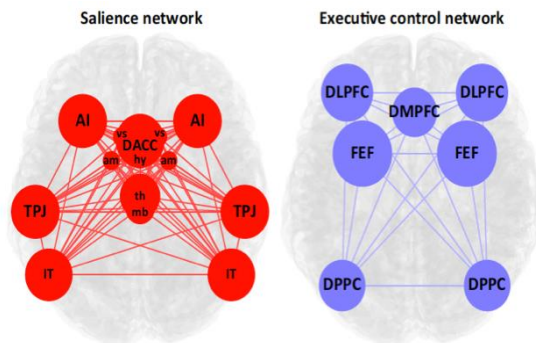 Salience network
Executive control network
AI
AI
vs
vs
DACC
am
hy
am
th
mb
TPJ
TPJ
IT
IT
DLPFC
DLPFC
DMPFC
FEF
FEF
DPPC
DPPC